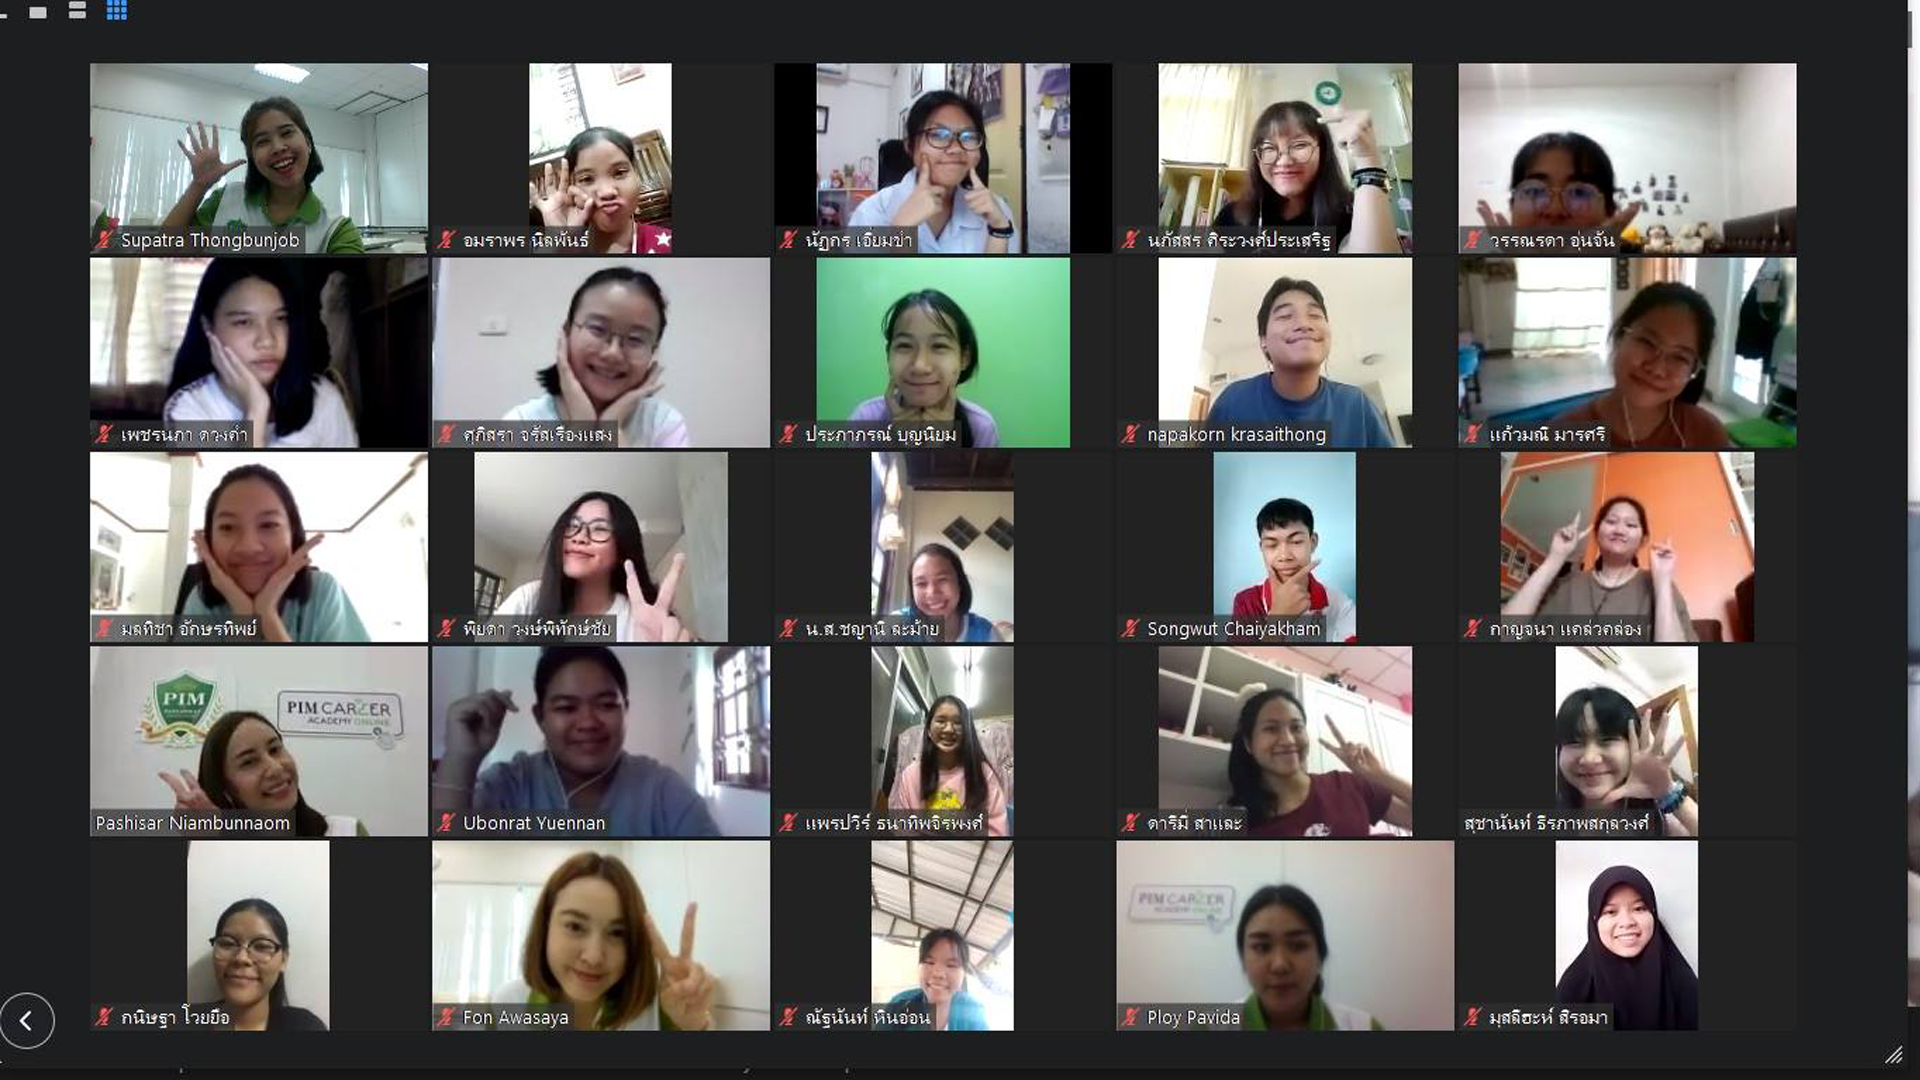 Supatra Thongbunjob
อมราพร นิลพันธ์
นัฏกร เจี๋ยมขำ
นภัสสร ศิระวงศ์ประเสริฐ
วรรณรดา อุ่นจัน
เพชรนภา ดวงคำ
ศุภิสรา จรัสเรืองแสง
ประภาภรณ์ บุญนิยม
napakorn krasaithong
แก้วมณี มารศรี
มลทิชา อักษรทิพย์
พิยดา วงษ์พิทักษ์ชัย
น.ส.ชญานี ละม้าย
Songwut Chaiyakham
กาญจนา แคล่วคล่อง
PIM
PIM CAREER
ACADEMY ONLINE
Pashisar Niambunnaom
Ubonrat Yuennan
แพรปวีร์ ธนาทิพจิรพงศ์
ดารีมี่ สาและ
สุชานันท์ ธิรภาพสกุลวงศ์
กนิษฐา โวยยือ
Fon Awasaya
ณัฐนันท์ หินอ่อน
PIM CAREER
ACADEMY ONLINE
Ploy Pavida
มุสลีฮะห์ สิรอมา